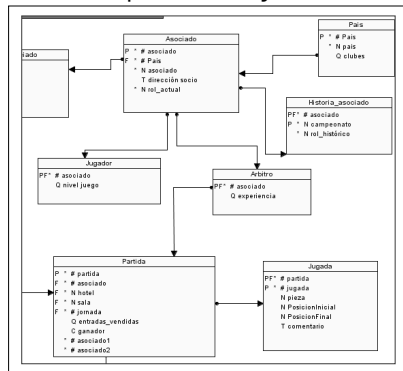 Asociado
P * # asociado
F * # Pais
* N asociado
T dirección socio
* N rol_actual
Pais
P * # Pais
* N país
Q clubes
iado
Historia_asociado
PF* # asociado
P * N campeonato
* N rol_histórico
Jugador
PF* # asociado
Q nivel juego
Arbitro
PF* # asociado
Q experiencia
Partida
P * # partida
F * # asociado
F * N hotel
F * N sala
F * # jornada
Q entradas_vendidas
C ganador
* # asociado1
* # asociado2
Jugada
PF* # partida
P * # jugada
N pieza
N PosicionInicial
N PosicionFinal
T comentario